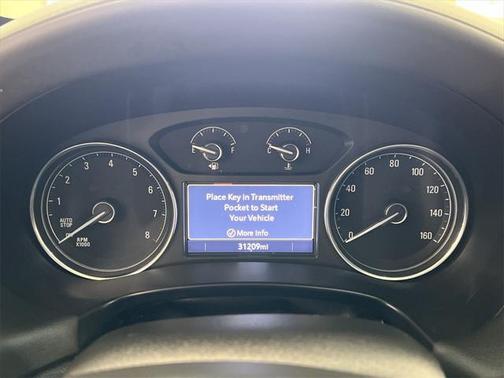 E F
C H
1 2 3 4 5 6 7 8
AUTO
STOP
RPM
X1000
Place Key in Transmitter
Pocket to Start
Your Vehicle
More Info
31209mi
0 20 40 60 80 100 120 140 160